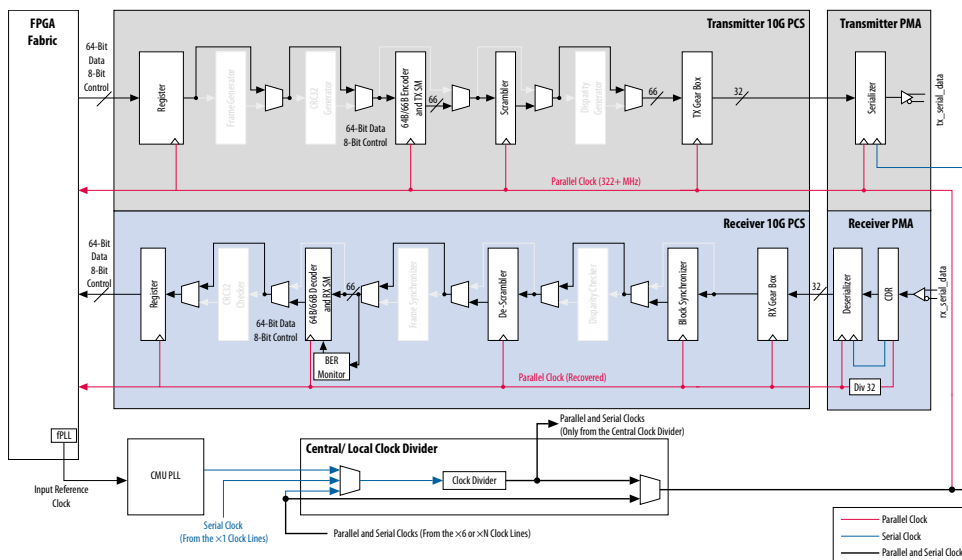 FPGA
Fabric
Transmitter 10G PCS
Transmitter PMA
64-Bit
Data
8-Bit
Control
Register
Frame Generator
CRC32
Generator
64B/66B Encoder
and TX SM
66
Scrambler
Disparity
Generator
66
TX Gear Box
32
Serializer
tx_serial_data
64-Bit Data
8-Bit Control
Parallel Clock (322+ MHz)
Receiver 10G PCS
Receiver PMA
64-Bit
Data
8-Bit
Control
Register
CRC32
Checker
64B/66B Decoder
and RX SM
66
Frame Synchronizer
De-Scrambler
Disparity Checker
Block Synchronizer
RX Gear Box
32
Deserializer
CDR
rx_serial_data
64-Bit Data
8-Bit Control
BER
Monitor
Parallel Clock (Recovered)
Div 32
fPLL
Input Reference
Clock
CMU PLL
Central/ Local Clock Divider
Parallel and Serial Clocks
(Only from the Central Clock Divider)
Clock Divider
Serial Clock
(From the ×1 Clock Lines)
Parallel and Serial Clocks (From the ×6 or ×N Clock Lines)
Parallel Clock
Serial Clock
Parallel and Serial Clocks